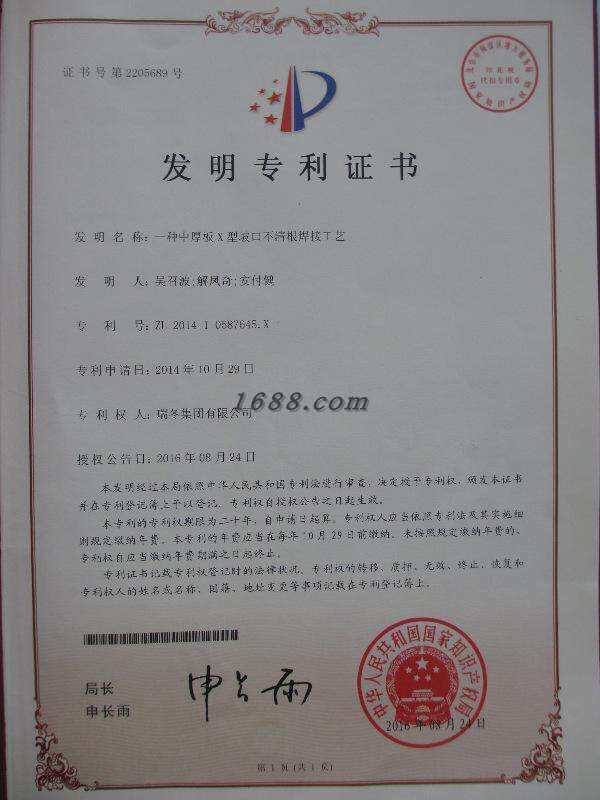 证书号第2205689号
发明专利证书
发明名称：一种中厚板X型坡口不清根焊接工艺
发明人：吴召波;解凤奇;安付健
专利号：ZL 2014 1 0587645.X
专利申请日：2014年10月29日
1688.com
专利权人：瑞冬集团有限公司
授权公告日：2016年08月24日
本发明经过本局依照中华人民共和国专利法进行审查，决定授予专利权，颁发本证书
并在专利登记簿上予以登记。专利权自授权公告之日起生效。
本专利的专利权期限为二十年，自申请日起算。专利权人应当依照专利法及其实施细
则规定缴纳年费。本专利的年费应当在每年10月29日前缴纳。未按照规定缴纳年费的，
专利权自应当缴纳年费期满之日起终止。
专利证书记载专利权登记时的法律状况。专利权的转移、质押、无效、终止、恢复和
专利权人的姓名或名称、国籍、地址变更等事项记载在专利登记簿上。
局长
申长雨
申长雨
中华人民共和国国家知识产权局
2016年08月24日
第1页(共1页)